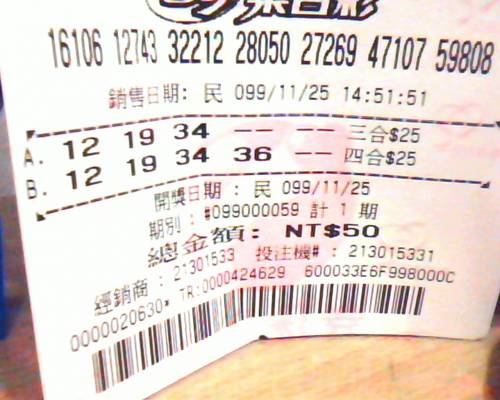 16106 12743 32212 28050 27269 47107 59808
銷售日期: 民 099/11/25 14:51:51
A. 12 19 34 -- -- 三合$25
B. 12 19 34 36 -- 四合$25
開獎日期 : 民 099/11/25
期別 : #099000059 計 1 期
總金額: NT$50
經銷商 : 21301533 投注機# : 213015331
0000020630* TR:0000424629 600033E6F998000C